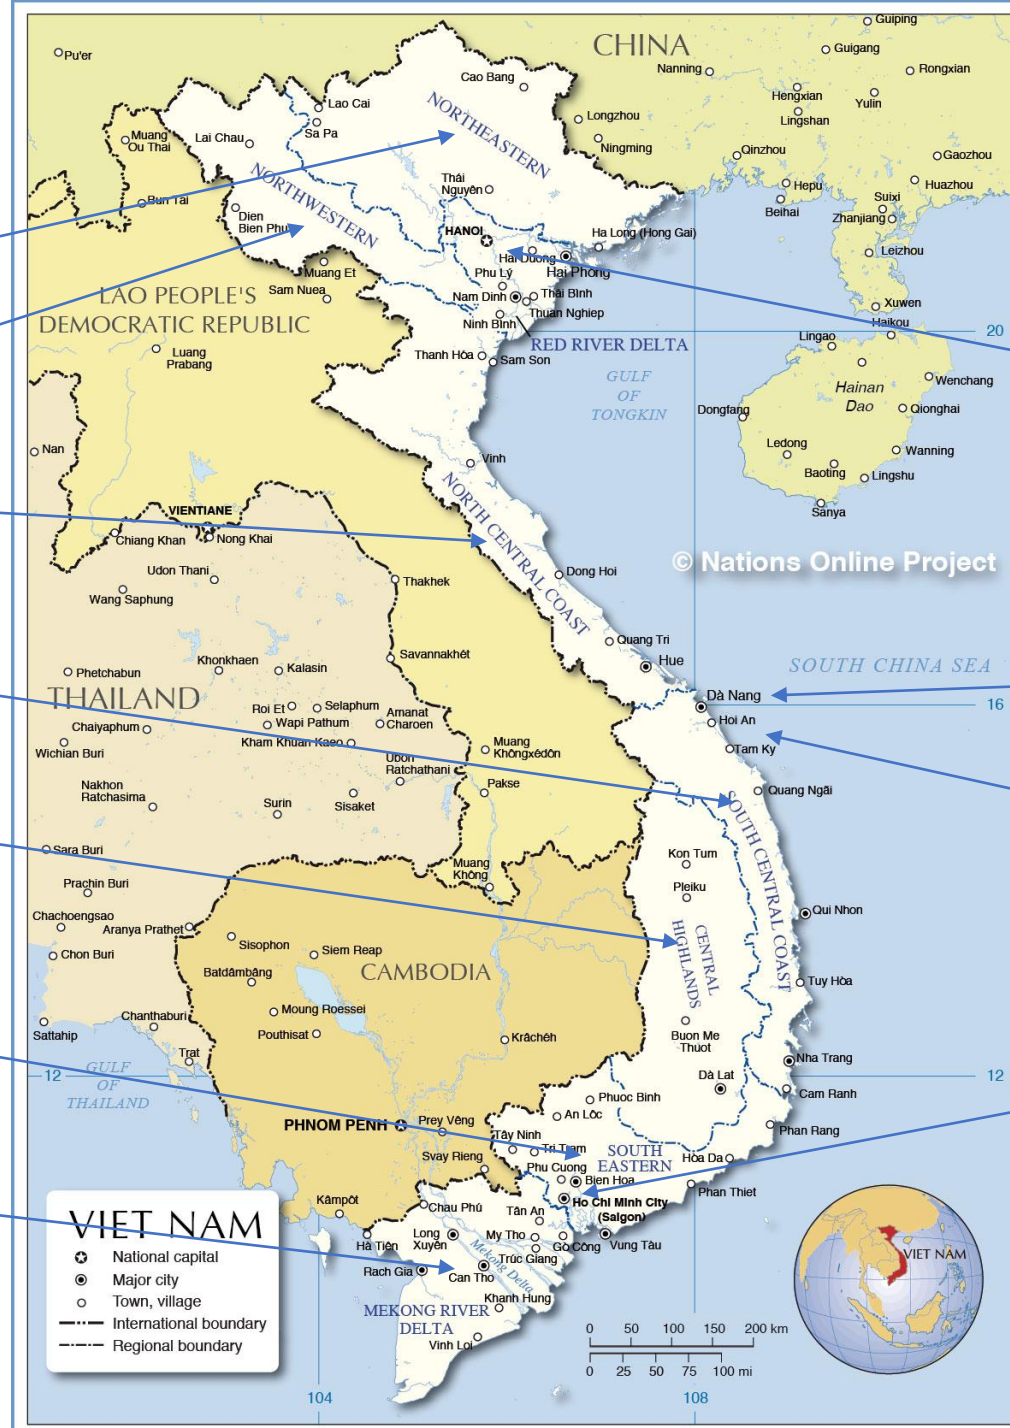 CHINA
Guiping
Pu'er
Guigang
Nanning
Rongxian
Cao Bang
Hengxian
Yulin
Lao Cai
Lingshan
Longzhou
Sa Pa
NORTHEASTERN
Muang
Ou Thai
Lai Chau
Ningming
Qinzhou
Gaozhou
NORTHWESTERN
Thái
Nguyên
Hepu
Huazhou
Bun Tai
Suixi
Beihai
Zhanjiang
Dien
Bien Phu
HANOI
Ha Long (Hong Gai)
Hai Duong
Leizhou
Muang Et
Phu Lý
Hai Phong
Sam Nuea
Nam Dinh
Thái Bình
Xuwen
LAO PEOPLE'S
DEMOCRATIC REPUBLIC
Ninh Bình
Thuan Nghiep
Haikou
20
RED RIVER DELTA
Lingao
Luang
Prabang
Thanh Hòa
Sam Son
GULF
OF
TONGKIN
Wenchang
Hainan
Dao
Dongfang
Qionghai
Nan
Ledong
Wanning
Vinh
Baoting
Lingshu
NORTH CENTRAL COAST
VIENTIANE
Sanya
Chiang Khan
Nong Khai
© Nations Online Project
Udon Thani
Dong Hoi
Thakhek
Wang Saphung
Quang Tri
Khonkhaen
Kalasin
Savannakhét
Hue
SOUTH CHINA SEA
Phetchabun
THAILAND
Dà Nang
16
Roi Et
Selaphum
Amanat
Charoen
Hoi An
Chaiyaphum
Wapi Pathum
Wichian Buri
Kham Khuan Kaeo
Muang
Khôngxédôn
Tam Ky
Ubon
Ratchathani
Nakhon
Ratchasima
Pakse
Quang Ngãi
Surin
Sisaket
SOUTH CENTRAL COAST
Sara Buri
Kon Tum
Muang
Không
Prachin Buri
Pleiku
Chachoengsao
Aranya Prathet
Qui Nhon
Sisophon
CENTRAL
HIGHLANDS
Chon Buri
Siem Reap
Batdâmbâng
CAMBODIA
Tuy Hòa
Moung Roessei
Chanthaburi
Sattahip
Pouthisat
Krâchéh
Buon Me
Thuot
Trat
Nha Trang
12
GULF
OF
THAILAND
12
Dà Lat
Cam Ranh
Phuoc Binh
PHNOM PENH
Prey Vêng
An Lôc
Phan Rang
Tây Ninh
Tri Tram
SOUTH
EASTERN
Svay Rieng
Hòa Da
Phu Cuong
Bien Hoa
Phan Thiet
Kâmpôt
Chau Phú
Ho Chi Minh City
(Saigon)
Tân An
VIET NAM
Hà Tiên
Long
Xuyên
My Tho
Gò Công
Vung Tàu
National capital
Trúc Giang
VIET NAM
Rach Gia
Can Tho
Mekong Delta
Major city
Town, village
Khanh Hung
MEKONG RIVER
DELTA
International boundary
0 50 100 150 200 km
Regional boundary
Vinh Loi
0 25 50 75 100 mi
104
108